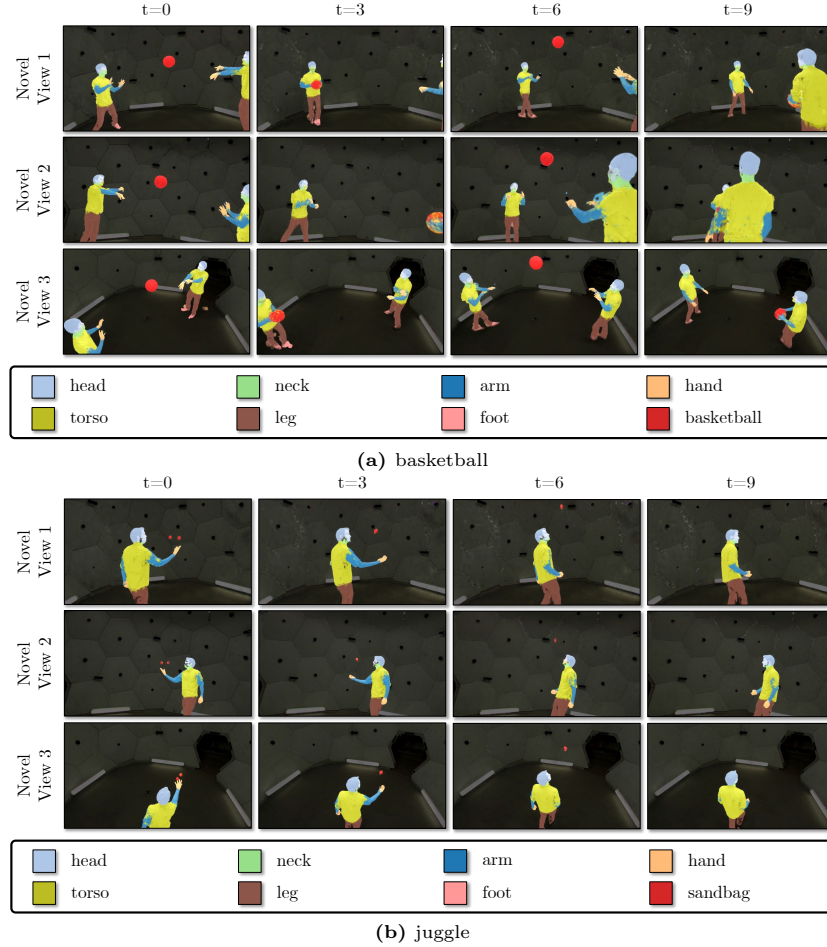 t=0 t=3 t=6 t=9
Novel
View 1
Novel
View 2
Novel
View 3
head neck arm hand
torso leg foot basketball
(a) basketball
t=0 t=3 t=6 t=9
Novel
View 1
Novel
View 2
Novel
View 3
head neck arm hand
torso leg foot sandbag
(b) juggle